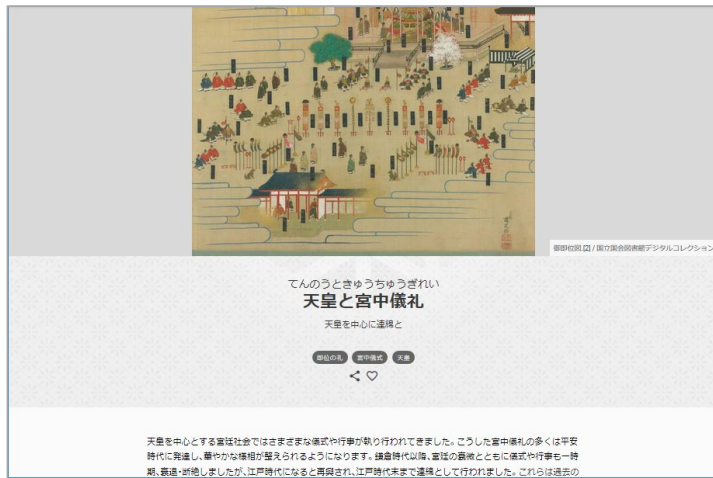 御即位図.[2] / 国立国会図書館デジタルコレクション
てんのうときゅうちゅうぎれい
天皇と宮中儀礼
天皇を中心に連綿と
即位の礼 宮中儀式 天皇
天皇を中心とする宮廷社会ではさまざまな儀式や行事が執り行われてきました。こうした宮中儀礼の多くは平安
時代に発達し、華やかな様相が整えられるようになります。鎌倉時代以降、宮廷の衰微とともに儀式や行事も一時
期、衰退・断絶しましたが、江戸時代になると再興され、江戸時代末まで連綿として行われました。これらは過去の